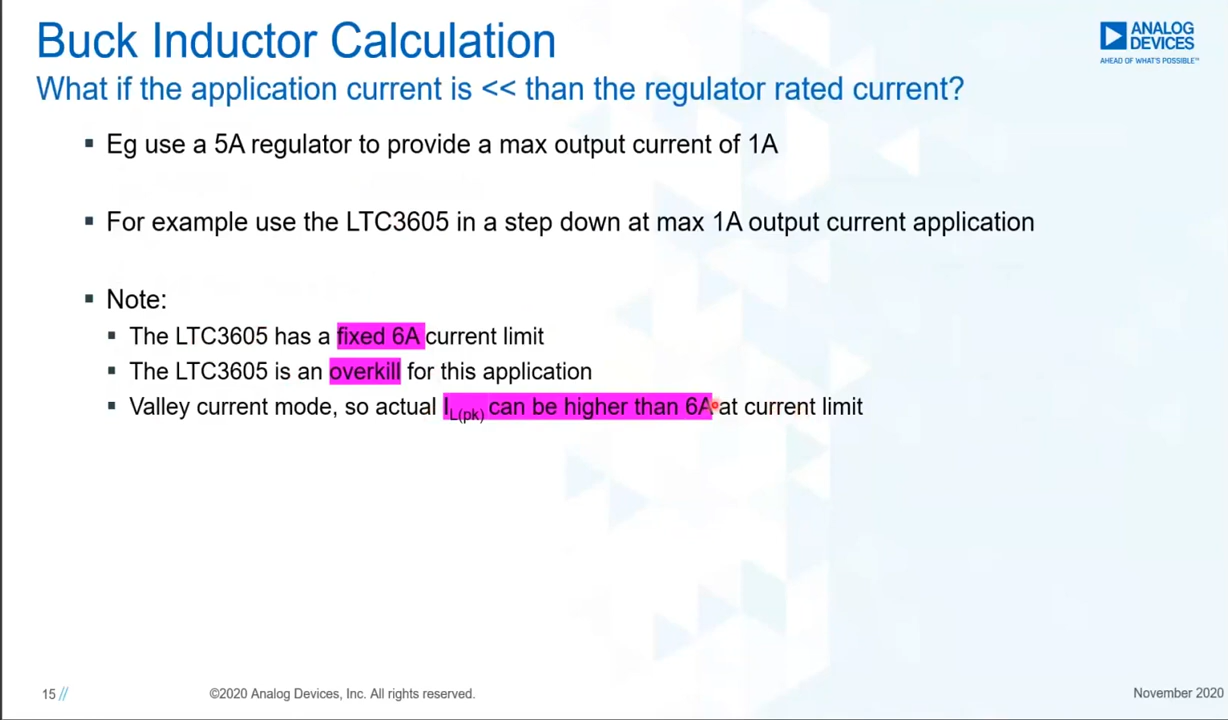 Buck Inductor Calculation
ANALOG
DEVICES
AHEAD OF WHAT'S POSSIBLE™
What if the application current is << than the regulator rated current?
▪ Eg use a 5A regulator to provide a max output current of 1A
▪ For example use the LTC3605 in a step down at max 1A output current application
▪ Note:
▪ The LTC3605 has a fixed 6A current limit
▪ The LTC3605 is an overkill for this application
▪ Valley current mode, so actual IL(pk) can be higher than 6A at current limit
15 //
©2020 Analog Devices, Inc. All rights reserved.
November 2020